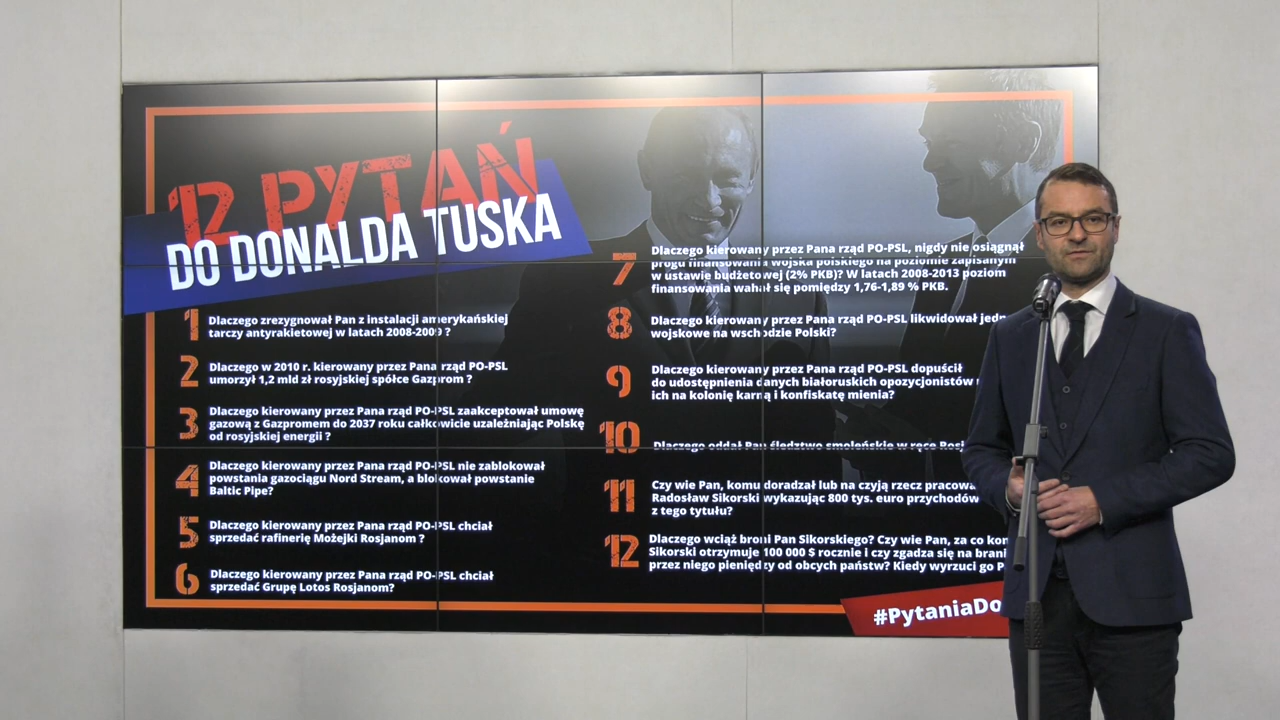 12 PYTAŃ
DO DONALDA TUSKA
1 Dlaczego zrezygnował Pan z instalacji amerykańskiej
tarczy antyrakietowej w latach 2008-2009 ?
2 Dlaczego w 2010 r. kierowany przez Pana rząd PO-PSL
umorzył 1,2 mld zł rosyjskiej spółce Gazprom ?
3 Dlaczego kierowany przez Pana rząd PO-PSL zaakceptował umowę
gazową z Gazpromem do 2037 roku całkowicie uzależniając Polskę
od rosyjskiej energii ?
4 Dlaczego kierowany przez Pana rząd PO-PSL nie zablokował
powstania gazociągu Nord Stream, a blokował powstanie
Baltic Pipe?
5 Dlaczego kierowany przez Pana rząd PO-PSL chciał
sprzedać rafinerię Możejki Rosjanom ?
6 Dlaczego kierowany przez Pana rząd PO-PSL chciał
sprzedać Grupę Lotos Rosjanom?
7 Dlaczego kierowany przez Pana rząd PO-PSL, nigdy nie osiągnął
progu finansowania wojska polskiego na poziomie zapisanym
w ustawie budżetowej (2% PKB)? W latach 2008-2013 poziom
finansowania wahał się pomiędzy 1,76-1,89 % PKB.
8 Dlaczego kierowany przez Pana rząd PO-PSL likwidował
wojskowe na wschodzie Polski?
9 Dlaczego kierowany przez Pana rząd PO-PSL dopuścił
do udostępnienia danych białoruskich opozycjonistów
ich na kolonię karną i konfiskatę mienia?
10 Dlaczego oddał Pan śledztwo smoleńskie w ręce
11 Czy wie Pan, komu doradzał lub na czyją rzecz
Radosław Sikorski wykazując 800 tys. euro przychodów
z tego tytułu?
12 Dlaczego wciąż broni Pan Sikorskiego? Czy wie Pan, za co
Sikorski otrzymuje 100 000 $ rocznie i czy zgadza się na
przez niego pieniędzy od obcych państw? Kiedy wyrzuci go
#PytaniaDo